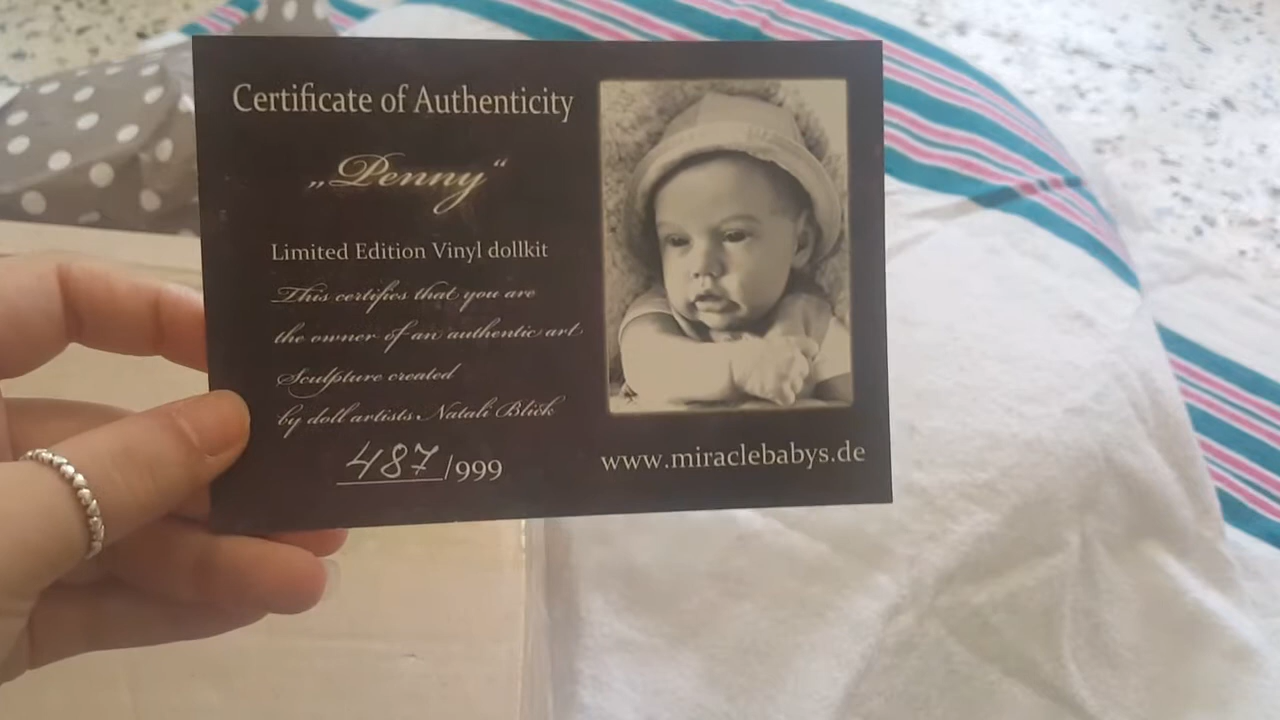 Certificate of Authenticity
„Penny“
Limited Edition Vinyl dollkit
This certifies that you are
the owner of an authentic art
Sculpture created
by doll artists Natali Blick
487/999
www.miraclebabys.de